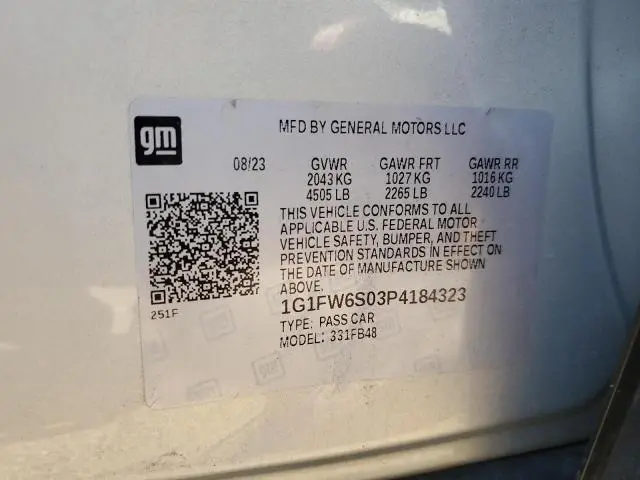 gm
MFD BY GENERAL MOTORS LLC
08/23 GVWR GAWR FRT GAWR RR
2043 KG 1027 KG 1016 KG
4505 LB 2265 LB 2240 LB
THIS VEHICLE CONFORMS TO ALL
APPLICABLE U.S. FEDERAL MOTOR
VEHICLE SAFETY, BUMPER, AND THEFT
PREVENTION STANDARDS IN EFFECT ON
THE DATE OF MANUFACTURE SHOWN
ABOVE.
251F
1G1FW6S03P4184323
TYPE: PASS CAR
MODEL: 331FB48
gm